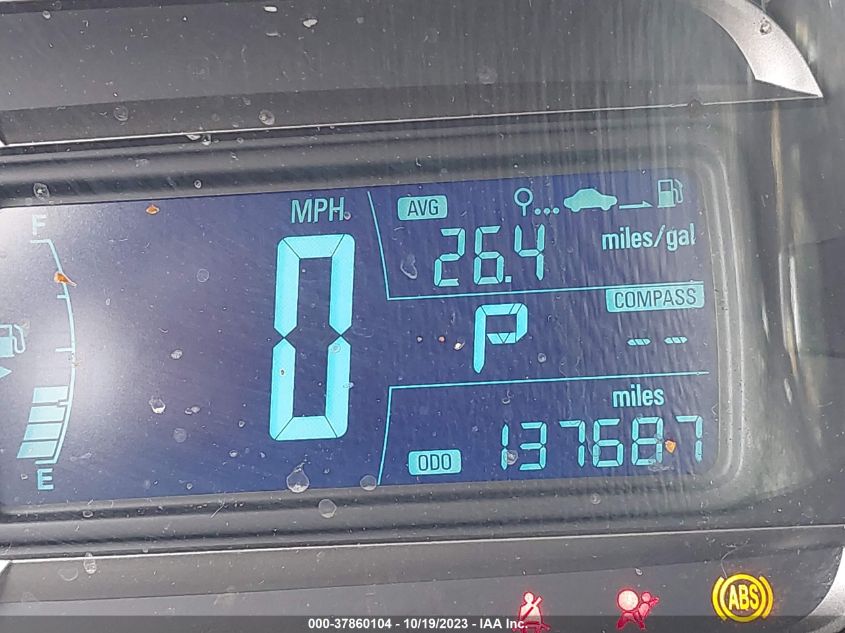 F
MPH
AVG
26.4
miles/gal
0
P
COMPASS
--
miles
ODO
137687
E
ABS
000-37860104 - 10/19/2023 - IAA Inc.